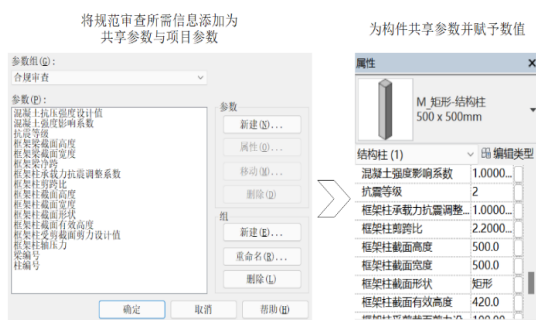 将规范审查所需信息添加为
共享参数与项目参数
参数组(G):
合规审查
参数(P):
混凝土抗压强度设计值
混凝土强度影响系数
抗震等级
框架梁截面高度
框架梁截面宽度
框架梁净跨
框架柱承载力抗震调整系数
框架柱剪跨比
框架柱截面高度
框架柱截面宽度
框架柱截面形状
框架柱截面有效高度
框架柱受剪截面剪力设计值
框架柱轴压力
梁编号
柱编号
参数
新建(N)...
属性(O)...
移动(M)...
删除(D)
组
新建(E)...
重命名(R)...
删除(L)
确定
取消
帮助(H)
为构件共享参数并赋予数值
属性
M_矩形-结构柱
500 x 500mm
结构柱 (1)
编辑类型
混凝土强度影响系数 1.0000...
抗震等级 2
框架柱承载力抗震调整... 1.0000...
框架柱剪跨比 2.2000...
框架柱截面高度 500.0
框架柱截面宽度 500.0
框架柱截面形状 矩形
框架柱截面有效高度 420.0